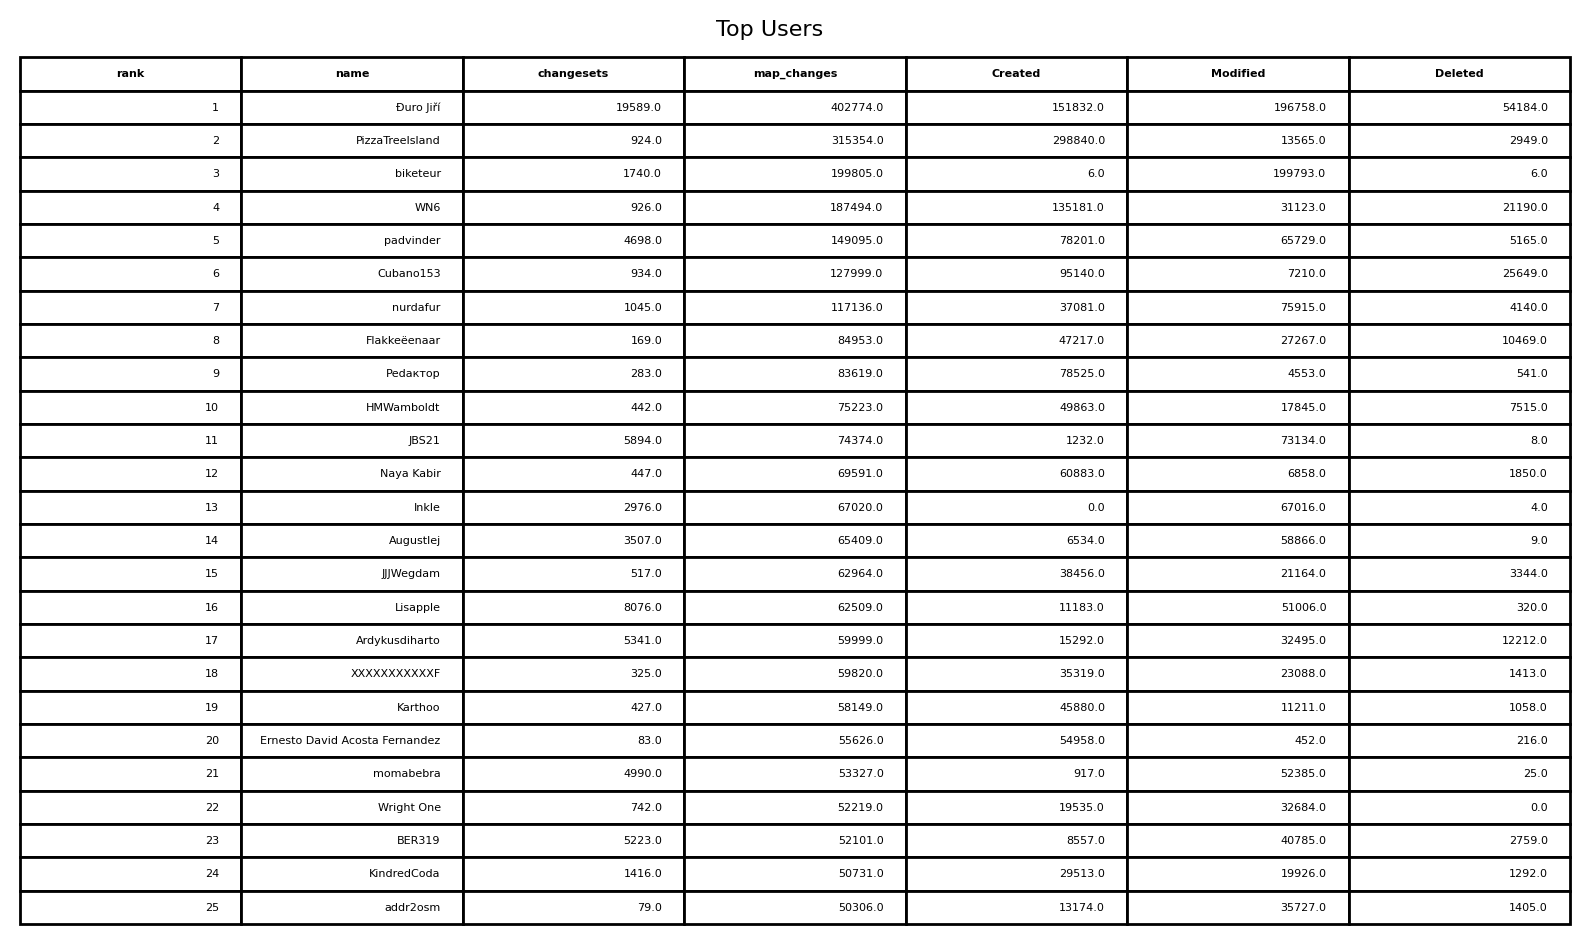 Top Users
rank name changesets map_changes Created Modified Deleted
1 Đuro Jiří 19589.0 402774.0 151832.0 196758.0 54184.0
2 PizzaTreeIsland 924.0 315354.0 298840.0 13565.0 2949.0
3 biketeur 1740.0 199805.0 6.0 199793.0 6.0
4 WN6 926.0 187494.0 135181.0 31123.0 21190.0
5 padvinder 4698.0 149095.0 78201.0 65729.0 5165.0
6 Cubano153 934.0 127999.0 95140.0 7210.0 25649.0
7 nurdafur 1045.0 117136.0 37081.0 75915.0 4140.0
8 Flakkeëenaar 169.0 84953.0 47217.0 27267.0 10469.0
9 Pedaктор 283.0 83619.0 78525.0 4553.0 541.0
10 HMWamboldt 442.0 75223.0 49863.0 17845.0 7515.0
11 JBS21 5894.0 74374.0 1232.0 73134.0 8.0
12 Naya Kabir 447.0 69591.0 60883.0 6858.0 1850.0
13 Inkle 2976.0 67020.0 0.0 67016.0 4.0
14 Augustlej 3507.0 65409.0 6534.0 58866.0 9.0
15 JJJWegdam 517.0 62964.0 38456.0 21164.0 3344.0
16 Lisapple 8076.0 62509.0 11183.0 51006.0 320.0
17 Ardykusdiharto 5341.0 59999.0 15292.0 32495.0 12212.0
18 XXXXXXXXXXXF 325.0 59820.0 35319.0 23088.0 1413.0
19 Karthoo 427.0 58149.0 45880.0 11211.0 1058.0
20 Ernesto David Acosta Fernandez 83.0 55626.0 54958.0 452.0 216.0
21 momabebra 4990.0 53327.0 917.0 52385.0 25.0
22 Wright One 742.0 52219.0 19535.0 32684.0 0.0
23 BER319 5223.0 52101.0 8557.0 40785.0 2759.0
24 KindredCoda 1416.0 50731.0 29513.0 19926.0 1292.0
25 addr2osm 79.0 50306.0 13174.0 35727.0 1405.0